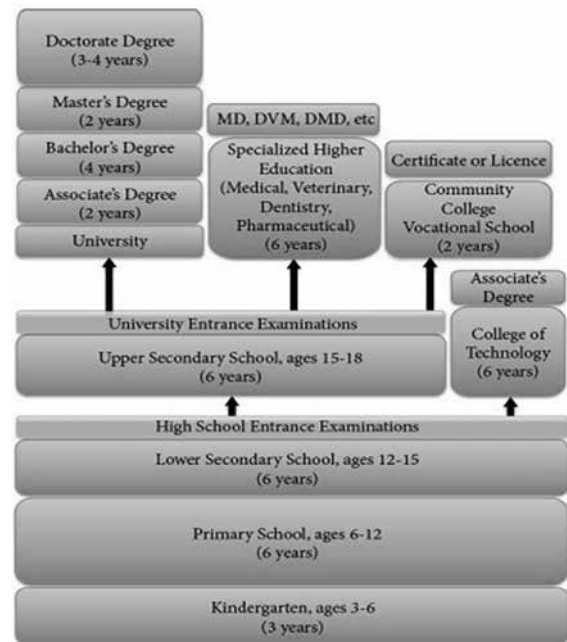 Doctorate Degree
(3-4 years)
Master's Degree
(2 years)
Bachelor's Degree
(4 years)
Associate's Degree
(2 years)
University
MD, DVM, DMD, etc
Specialized Higher
Education
(Medical, Veterinary,
Dentistry,
Pharmaceutical)
(6 years)
Certificate or Licence
Community
College
Vocational School
(2 years)
Associate's
Degree
College of
Technology
(6 years)
University Entrance Examinations
Upper Secondary School, ages 15-18
(6 years)
High School Entrance Examinations
Lower Secondary School, ages 12-15
(6 years)
Primary School, ages 6-12
(6 years)
Kindergarten, ages 3-6
(3 years)